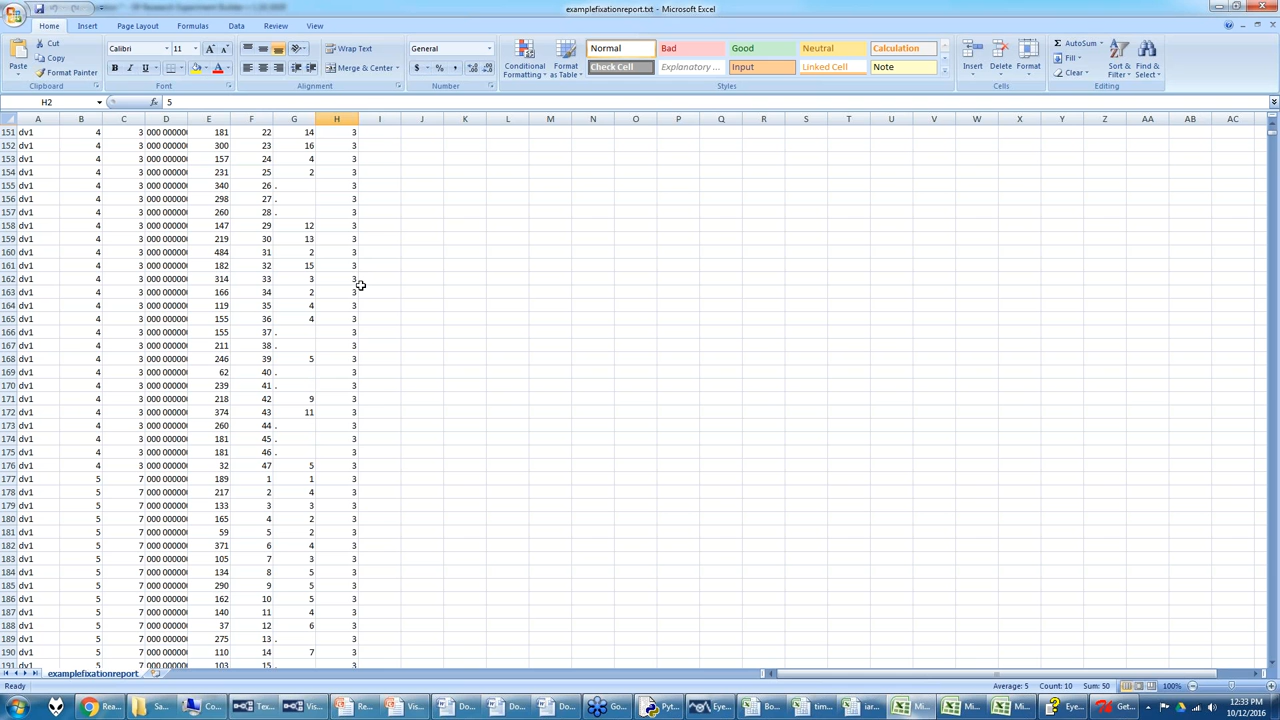 examplefixationreport.txt - Microsoft Excel
Home Insert Page Layout Formulas Data Review View
Cut
Copy
Format Painter
Paste
Clipboard
Calibri 11
B I U
Font
Wrap Text
Merge & Center
Alignment
General
$ % ,
Number
Conditional Formatting
Format as Table
Normal Bad Good Neutral Calculation
Check Cell Explanatory ... Input Linked Cell Note
Styles
Insert Delete Format
Cells
AutoSum
Fill
Clear
Sort & Filter
Find & Select
Editing
H2 fx 5
A B C D E F G H I J K L M N O P Q R S T U V W X Y Z AA AB AC
151 dv1 4 3 000 000000 181 22 14 3
152 dv1 4 3 000 000000 300 23 16 3
153 dv1 4 3 000 000000 157 24 4 3
154 dv1 4 3 000 000000 231 25 2 3
155 dv1 4 3 000 000000 340 26 . 3
156 dv1 4 3 000 000000 298 27 . 3
157 dv1 4 3 000 000000 260 28 . 3
158 dv1 4 3 000 000000 147 29 12 3
159 dv1 4 3 000 000000 219 30 13 3
160 dv1 4 3 000 000000 484 31 2 3
161 dv1 4 3 000 000000 182 32 15 3
162 dv1 4 3 000 000000 314 33 3 3
163 dv1 4 3 000 000000 166 34 2 3
164 dv1 4 3 000 000000 119 35 4 3
165 dv1 4 3 000 000000 155 36 4 3
166 dv1 4 3 000 000000 155 37 . 3
167 dv1 4 3 000 000000 211 38 . 3
168 dv1 4 3 000 000000 246 39 5 3
169 dv1 4 3 000 000000 62 40 . 3
170 dv1 4 3 000 000000 239 41 . 3
171 dv1 4 3 000 000000 218 42 9 3
172 dv1 4 3 000 000000 374 43 11 3
173 dv1 4 3 000 000000 260 44 . 3
174 dv1 4 3 000 000000 181 45 . 3
175 dv1 4 3 000 000000 181 46 . 3
176 dv1 4 3 000 000000 32 47 5 3
177 dv1 5 7 000 000000 189 1 1 3
178 dv1 5 7 000 000000 217 2 4 3
179 dv1 5 7 000 000000 133 3 3 3
180 dv1 5 7 000 000000 165 4 2 3
181 dv1 5 7 000 000000 59 5 2 3
182 dv1 5 7 000 000000 371 6 4 3
183 dv1 5 7 000 000000 105 7 3 3
184 dv1 5 7 000 000000 134 8 5 3
185 dv1 5 7 000 000000 290 9 5 3
186 dv1 5 7 000 000000 162 10 5 3
187 dv1 5 7 000 000000 140 11 4 3
188 dv1 5 7 000 000000 37 12 6 3
189 dv1 5 7 000 000000 275 13 . 3
190 dv1 5 7 000 000000 110 14 7 3
191 dv1 5 7 000 000000 103 15 . 3
examplefixationreport
Ready Average: 5 Count: 10 Sum: 50 100%
Rea... Sa... Co... Tex... Vis... Re... Vis... Do... Do... Do... Go... Pyt... Eye... Bo... tim... iar... Mi... Mi... Mi... Eye... Get... 12:33 PM
10/12/2016